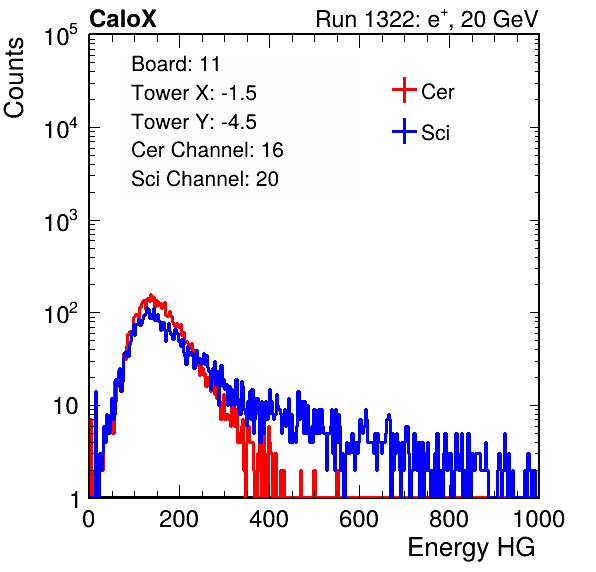 CaloX Run 1322: e+, 20 GeV
Counts
Board: 11
Tower X: -1.5
Tower Y: -4.5
Cer Channel: 16
Sci Channel: 20
Cer
Sci
10^5
10^4
10^3
10^2
10
1
0 200 400 600 800 1000
Energy HG